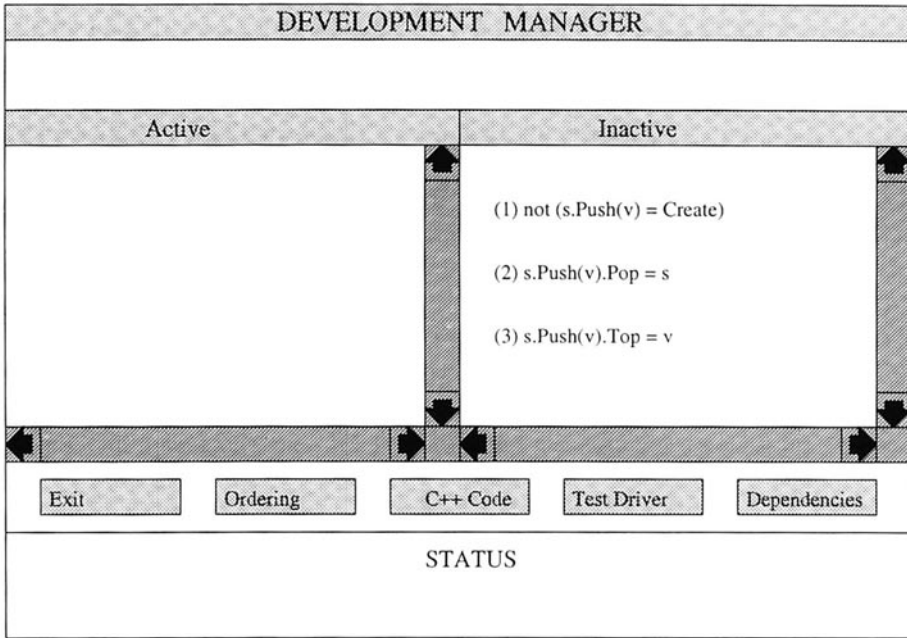 DEVELOPMENT MANAGER
Active
Inactive
(1) not (s.Push(v) = Create)
(2) s.Push(v).Pop = s
(3) s.Push(v).Top = v
Exit
Ordering
C++ Code
Test Driver
Dependencies
STATUS